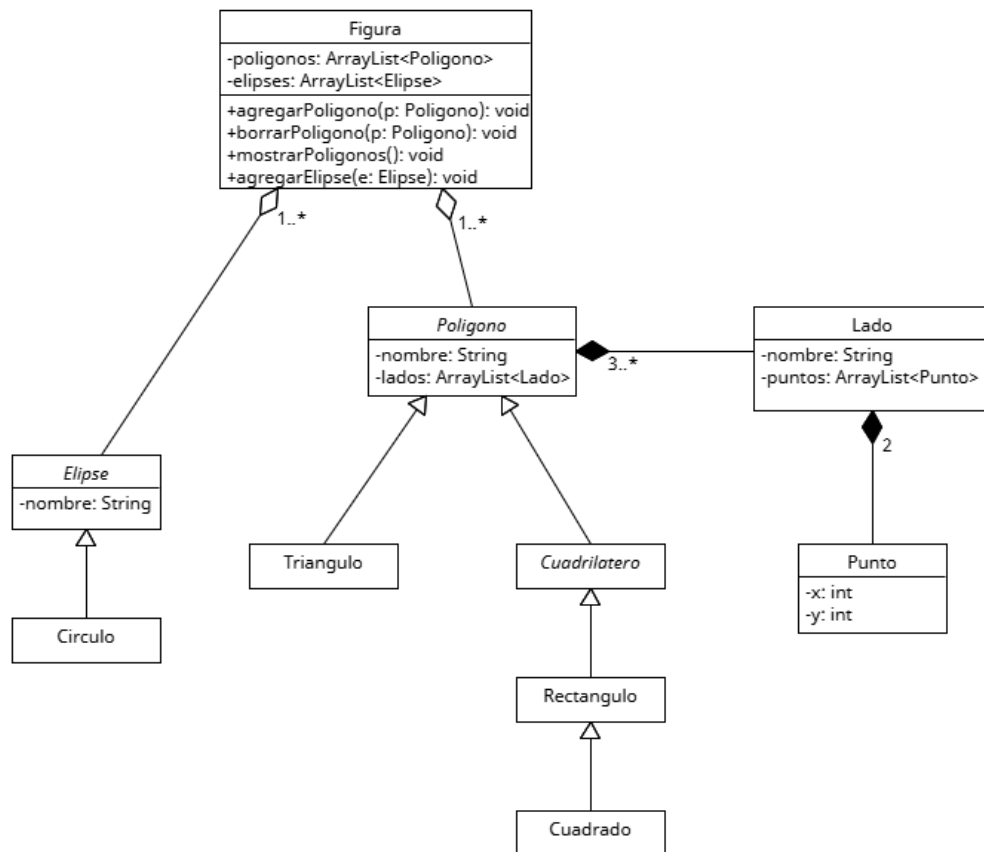 Figura
-poligonos: ArrayList<Poligono>
-elipses: ArrayList<Elipse>
+agregarPoligono(p: Poligono): void
+borrarPoligono(p: Poligono): void
+mostrarPoligonos(): void
+agregarElipse(e: Elipse): void
1..*
1..*
Poligono
-nombre: String
-lados: ArrayList<Lado>
3..*
Lado
-nombre: String
-puntos: ArrayList<Punto>
2
Elipse
-nombre: String
Triangulo
Cuadrilatero
Punto
-x: int
-y: int
Circulo
Rectangulo
Cuadrado